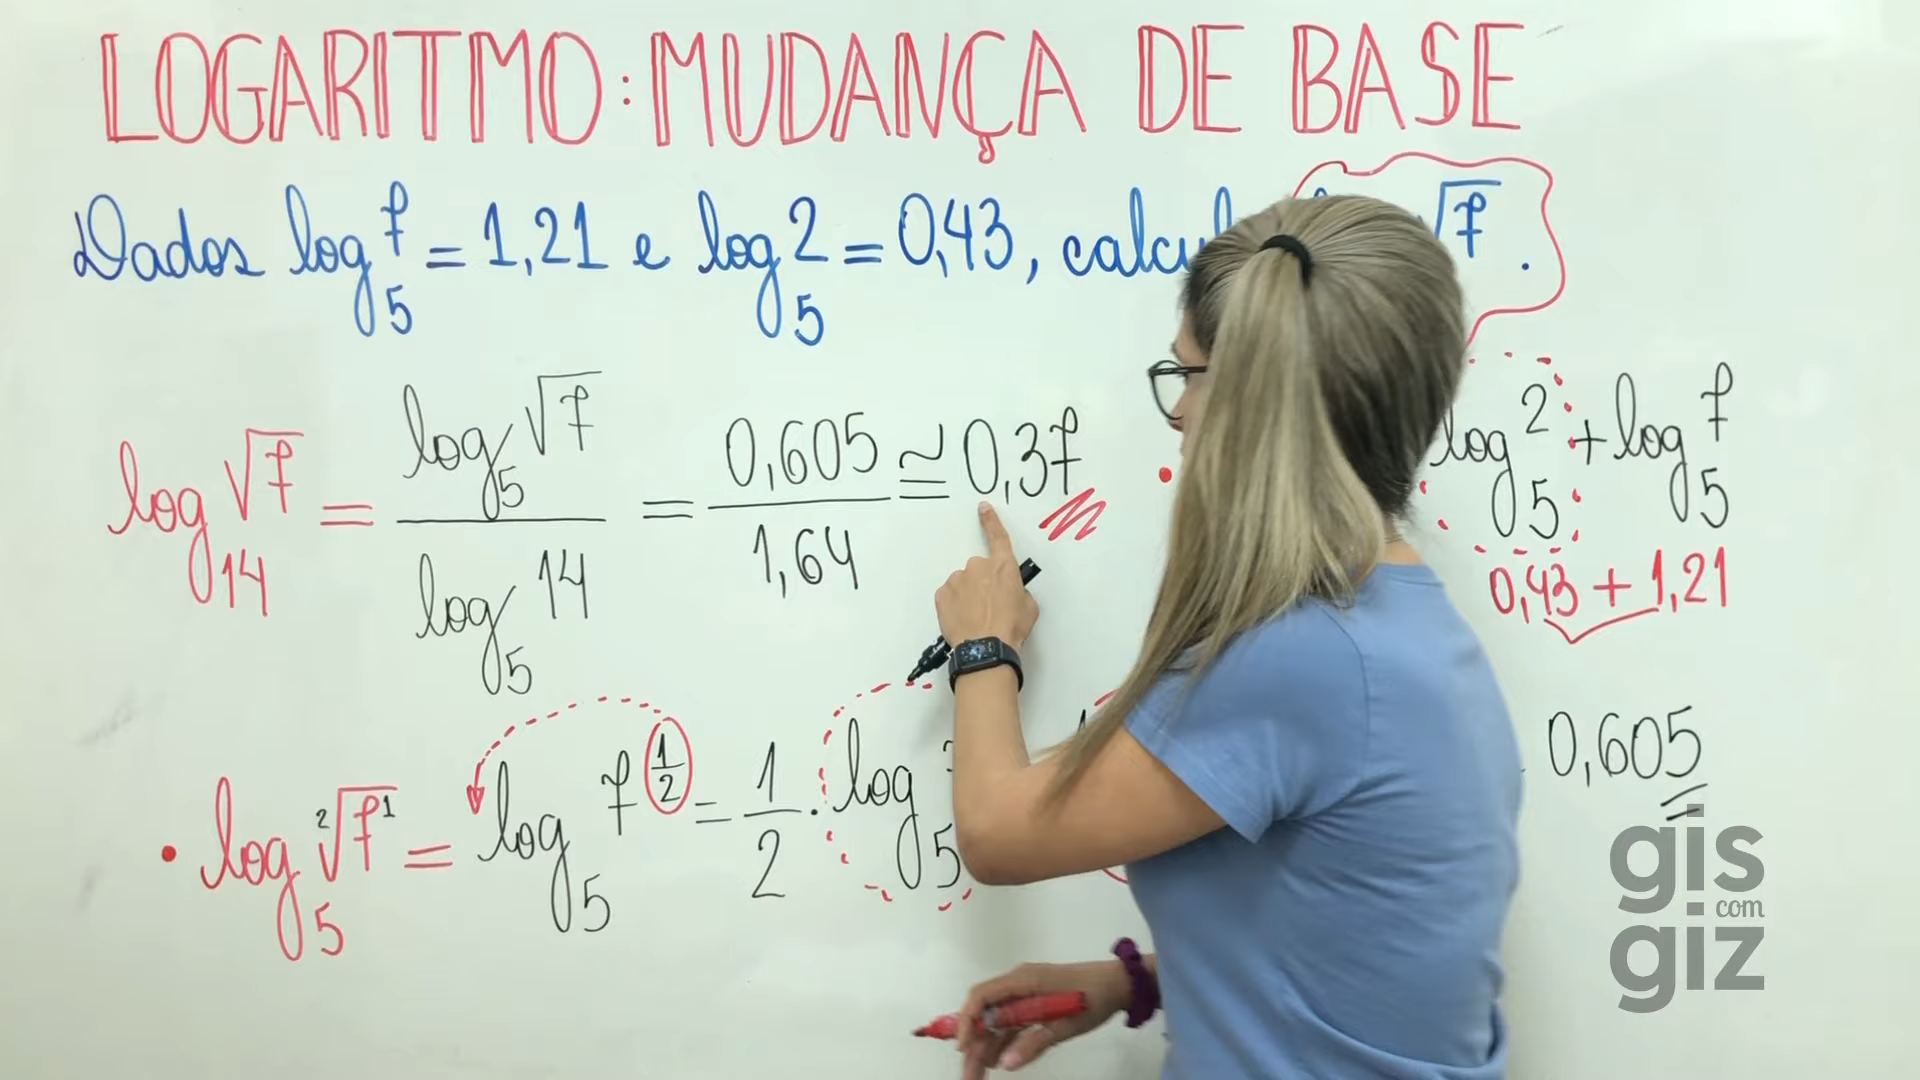 LOGARITMO: MUDANÇA DE BASE
Dados log₅ 7 = 1,21 e log₅ 2 = 0,43, calcul √7.
log₁₄ √7 = log₅ √7 / log₅ 14 = 0,605 / 1,64 ≅ 0,37
log₅ 2 + log₅ 7
0,43 + 1,21
• log₅ ²√7¹ = log₅ 7^(1/2) = 1/2 · log₅
0,605
gis
com
giz